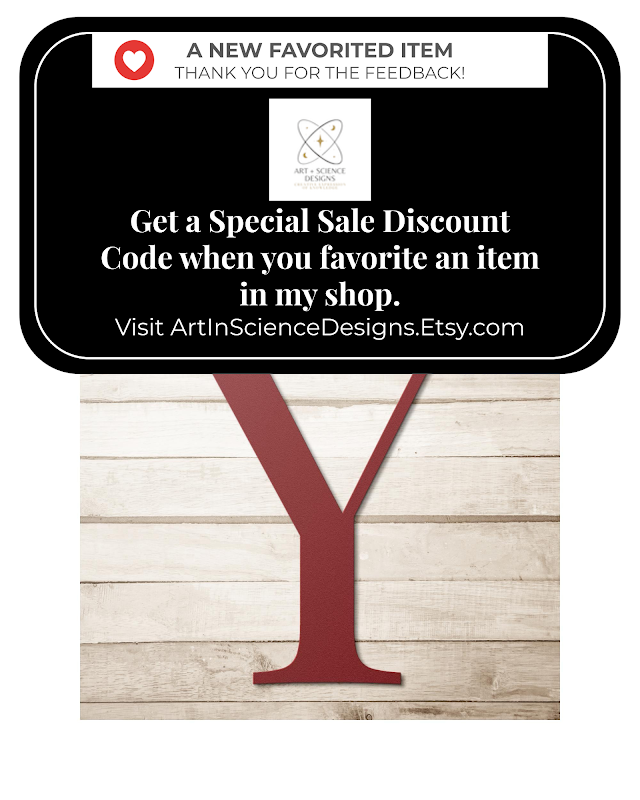 A NEW FAVORITED ITEM
THANK YOU FOR THE FEEDBACK!
ART + SCIENCE
DESIGNS
Get a Special Sale Discount
Code when you favorite an item
in my shop.
Visit ArtInScienceDesigns.Etsy.com
Y